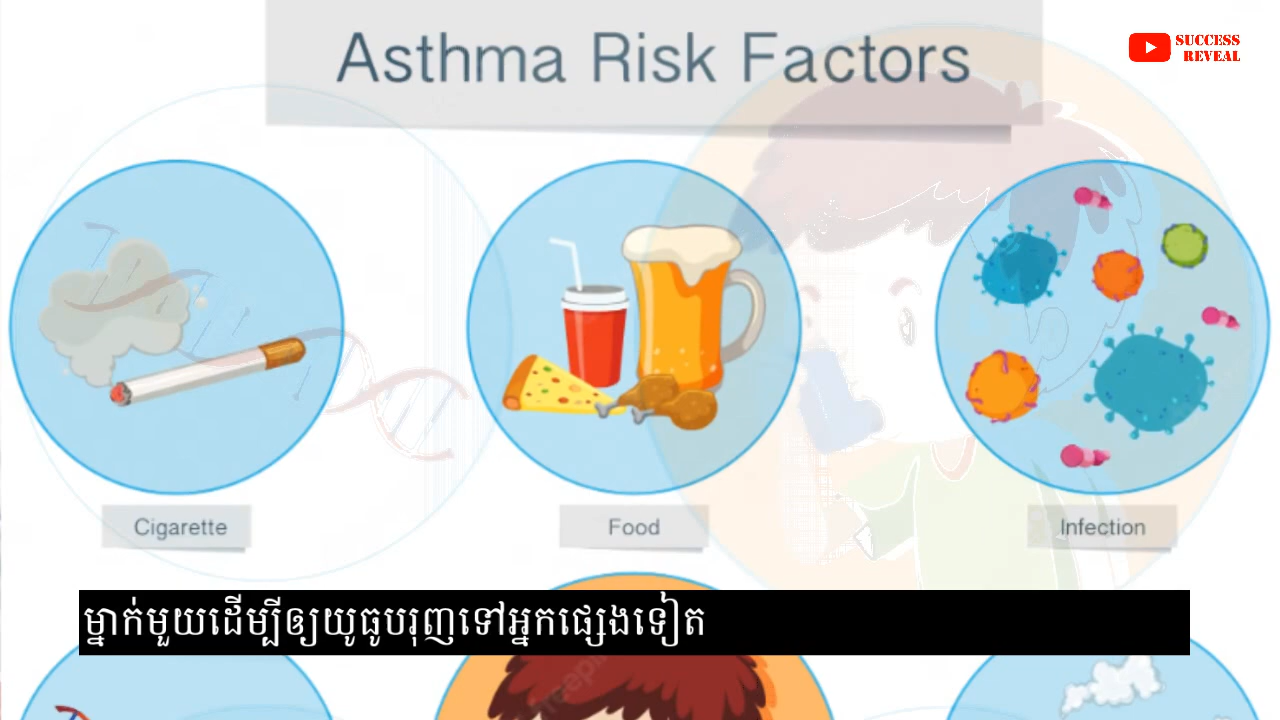 Asthma Risk Factors
SUCCESS
REVEAL
Cigarette
Food
Infection
ម្នាក់មួយដើម្បីឲ្យយូធូបរុញទៅអ្នកផ្សេងទៀត